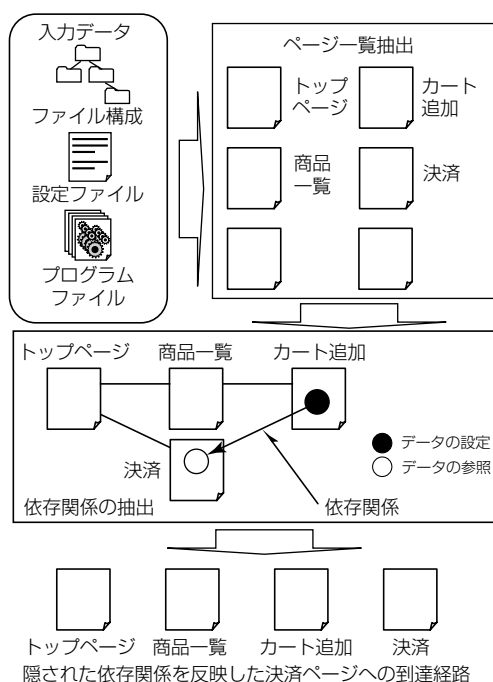 入力データ
ファイル構成
設定ファイル
プログラム
ファイル
ページ一覧抽出
トップ
ページ
カート
追加
商品
一覧
決済
トップページ
商品一覧
カート追加
決済
データの設定
データの参照
依存関係の抽出
依存関係
トップページ
商品一覧
カート追加
決済
隠された依存関係を反映した決済ページへの到達経路